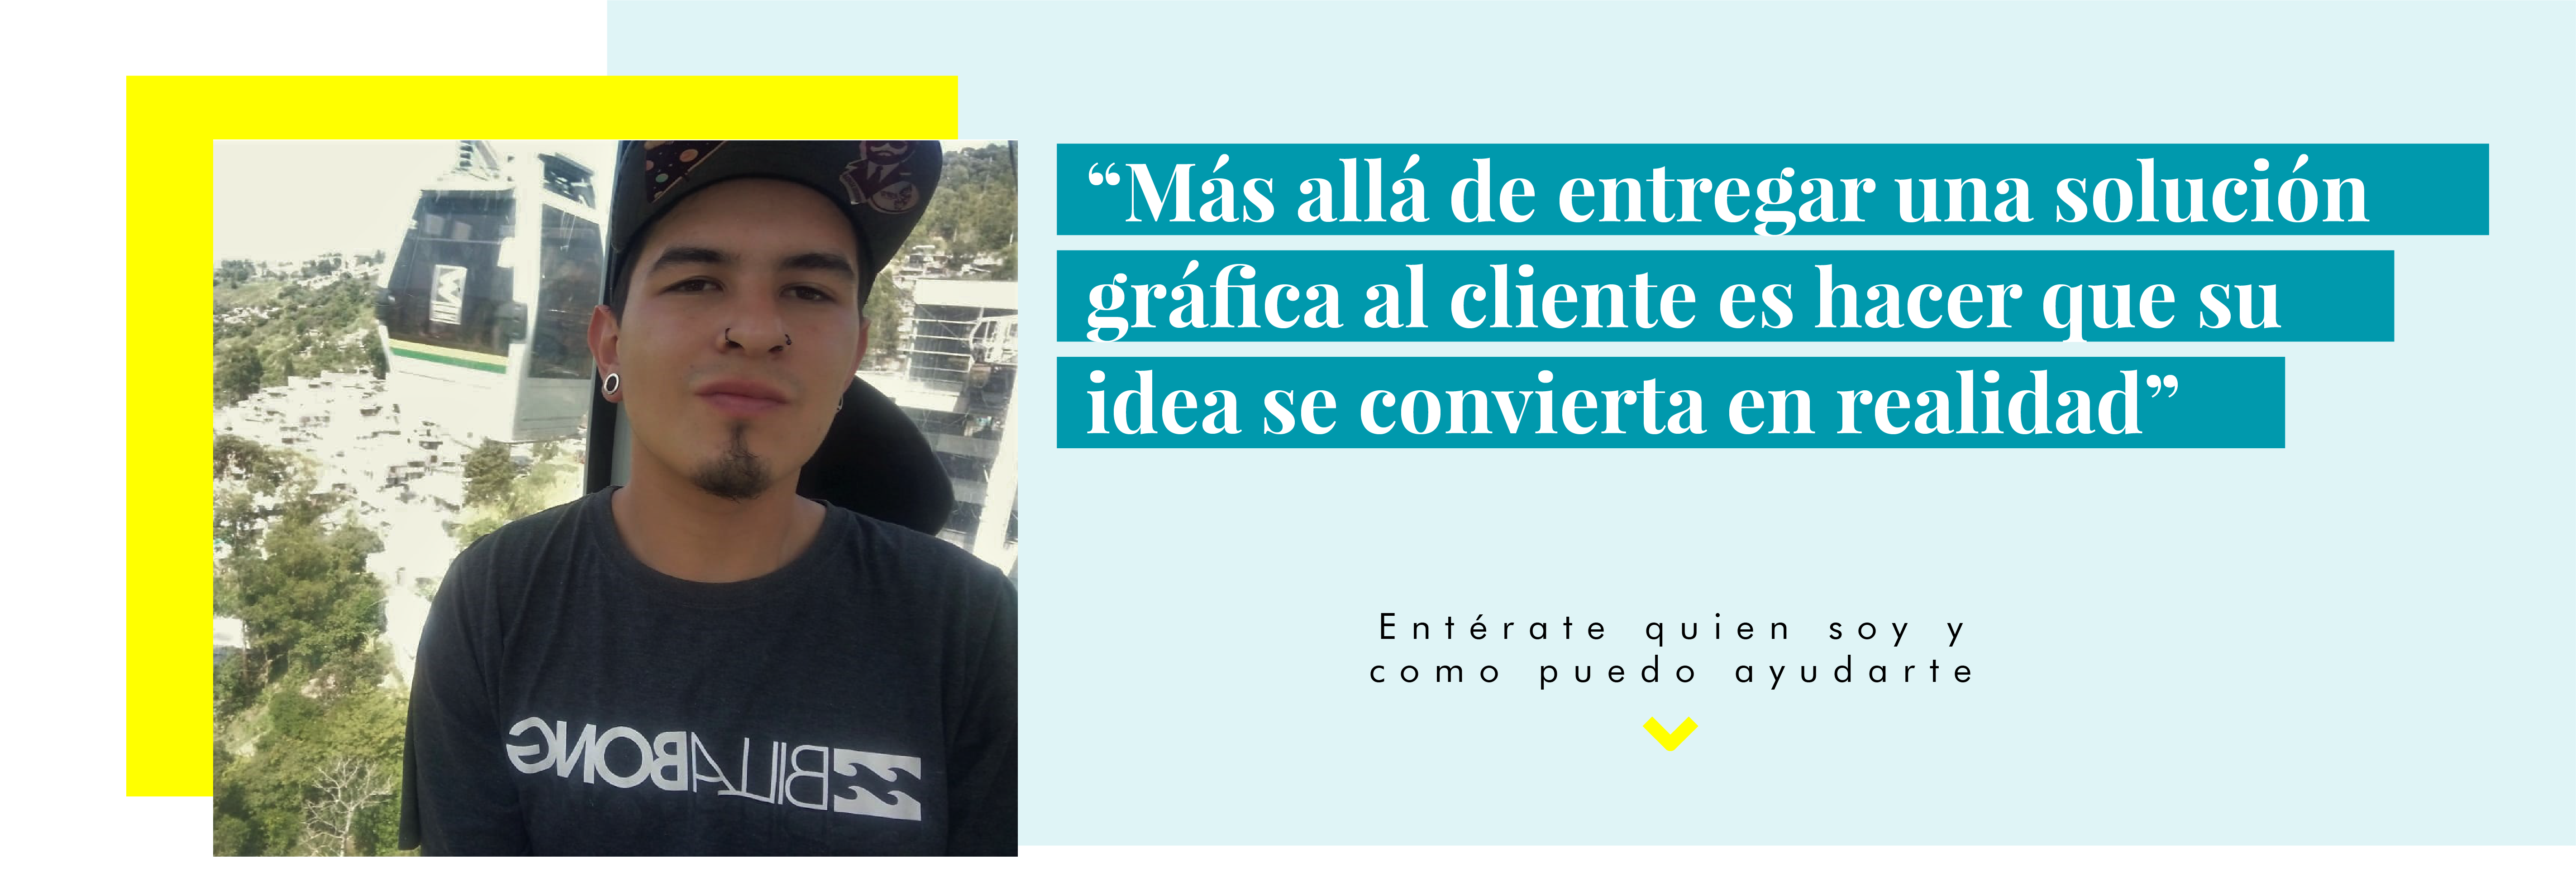 “Más allá de entregar una solución
gráfica al cliente es hacer que su
idea se convierta en realidad”
Entérate quien soy y
como puedo ayudarte
BILLABONG